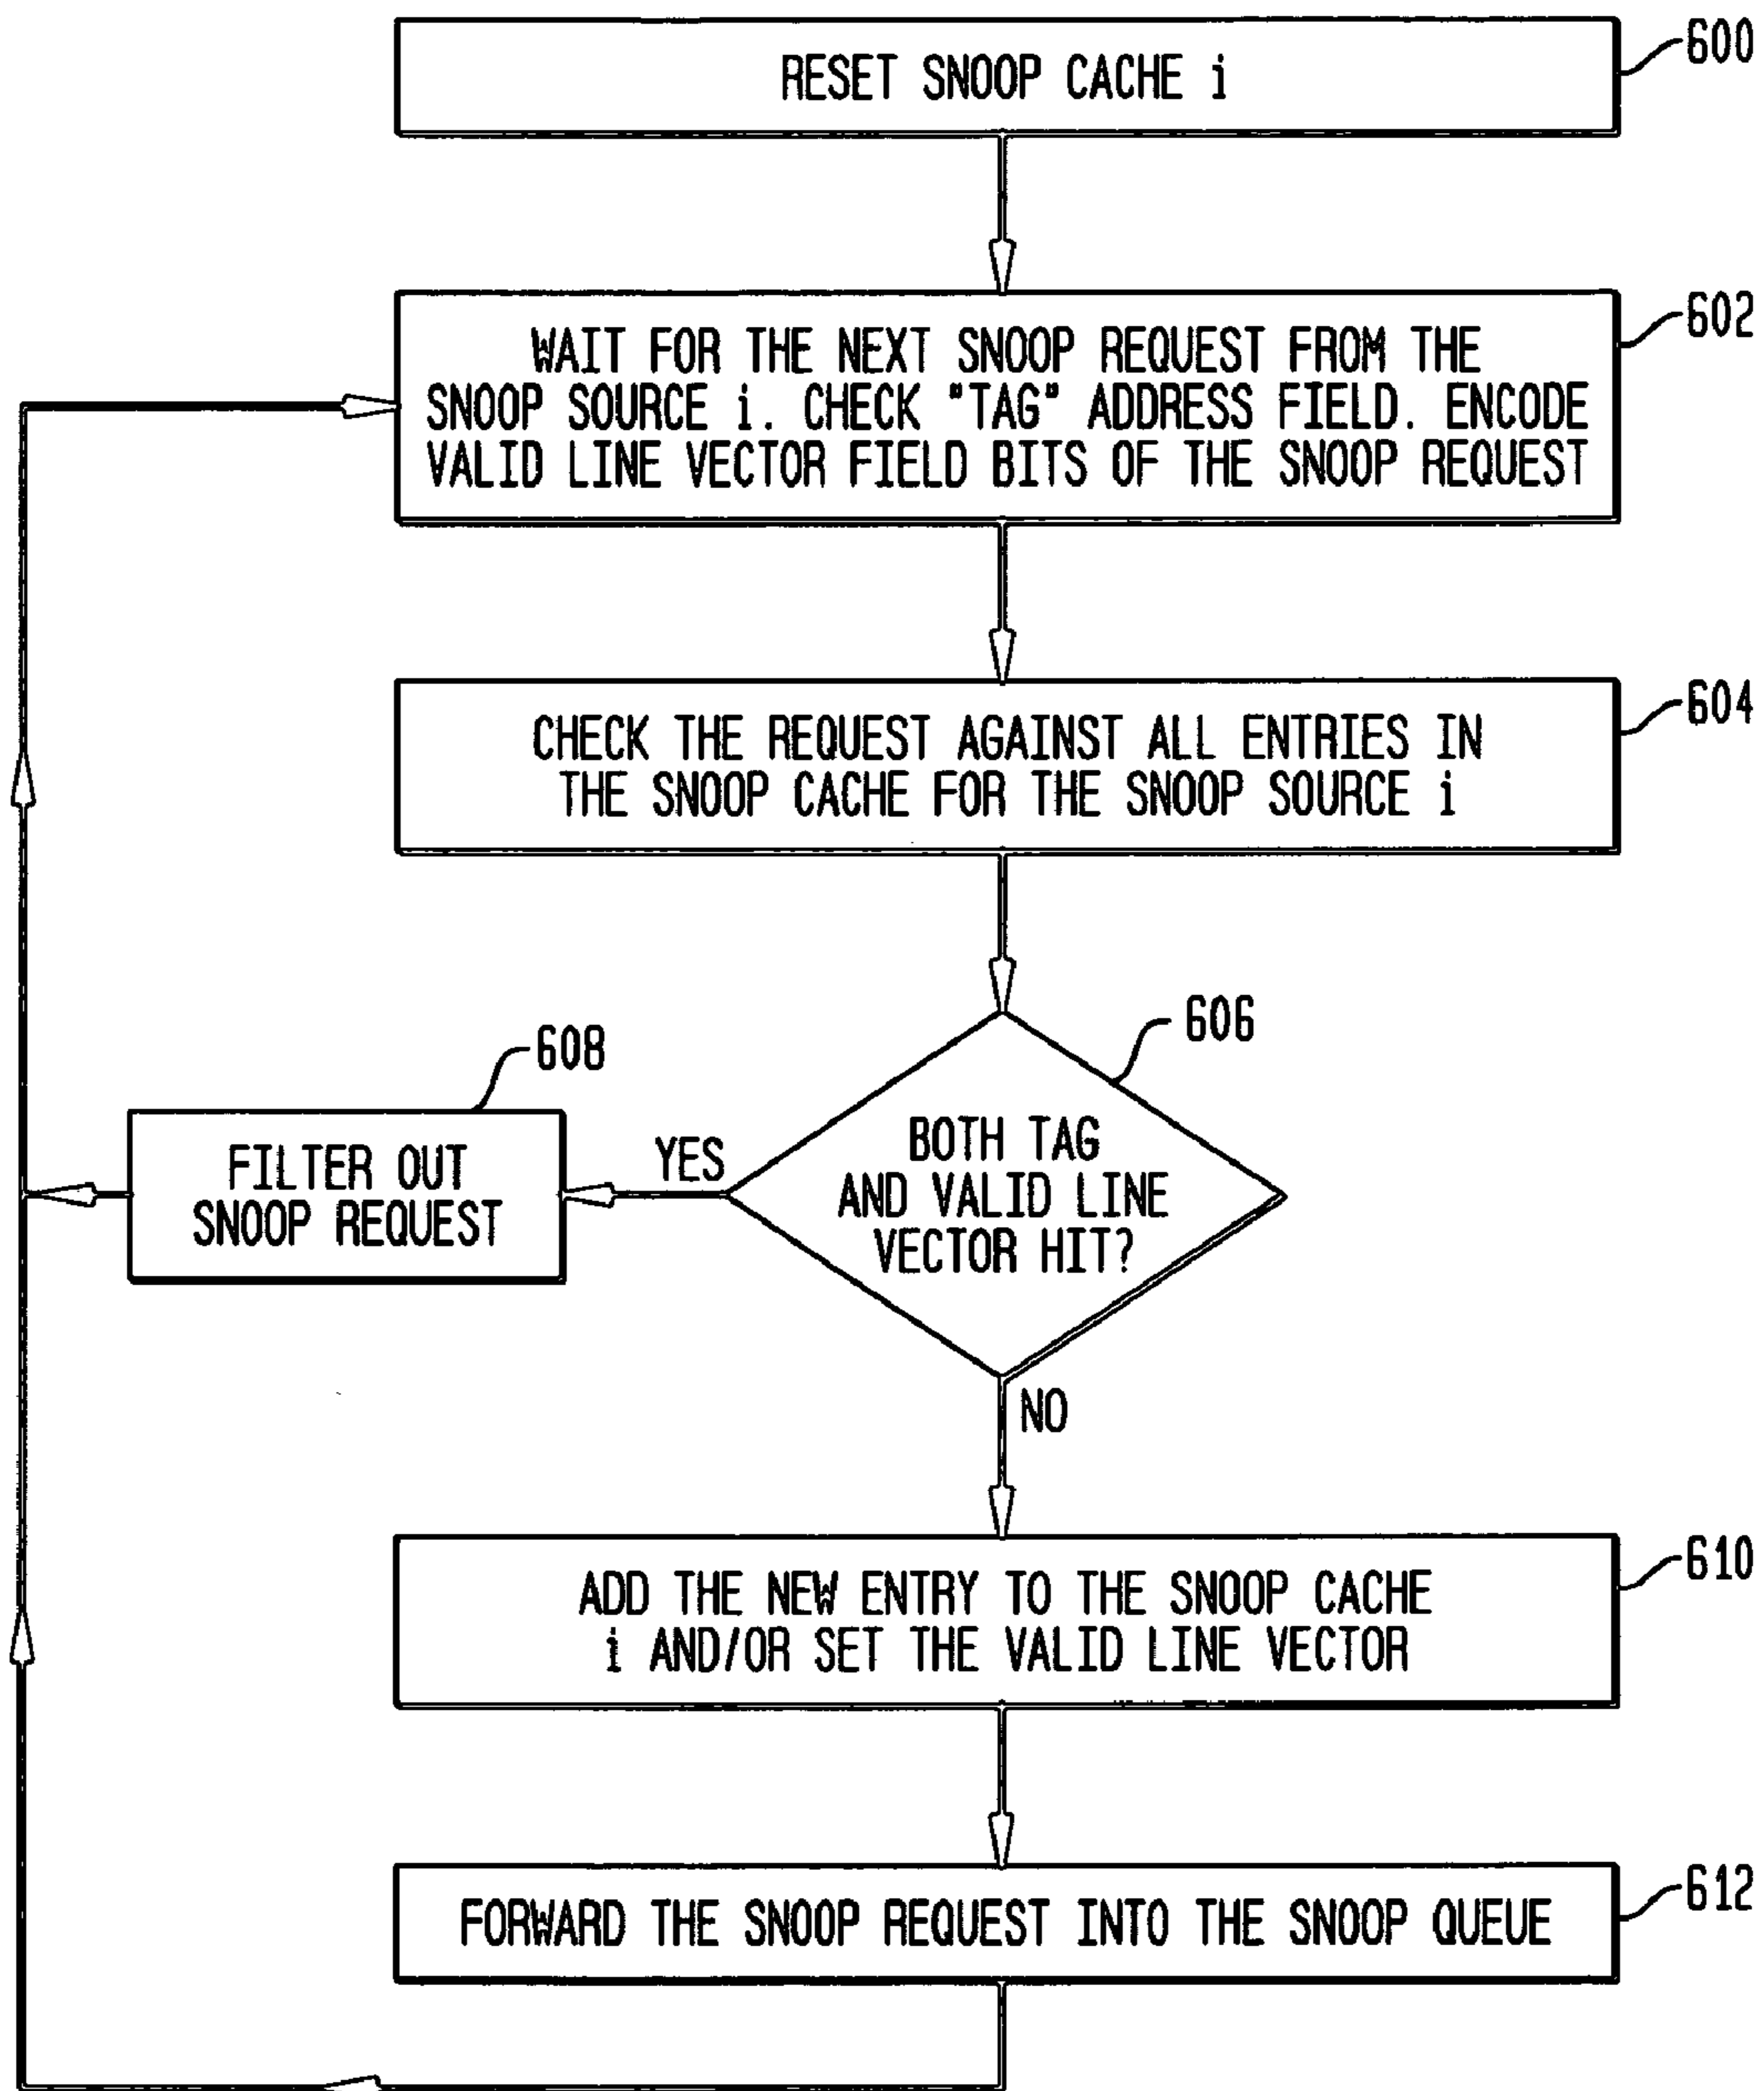 RESET SNOOP CACHE i
600
WAIT FOR THE NEXT SNOOP REQUEST FROM THE
SNOOP SOURCE i. CHECK "TAG" ADDRESS FIELD. ENCODE
VALID LINE VECTOR FIELD BITS OF THE SNOOP REQUEST
602
CHECK THE REQUEST AGAINST ALL ENTRIES IN
THE SNOOP CACHE FOR THE SNOOP SOURCE i
604
606
BOTH TAG
AND VALID LINE
VECTOR HIT?
YES
608
FILTER OUT
SNOOP REQUEST
NO
ADD THE NEW ENTRY TO THE SNOOP CACHE
i AND/OR SET THE VALID LINE VECTOR
610
FORWARD THE SNOOP REQUEST INTO THE SNOOP QUEUE
612